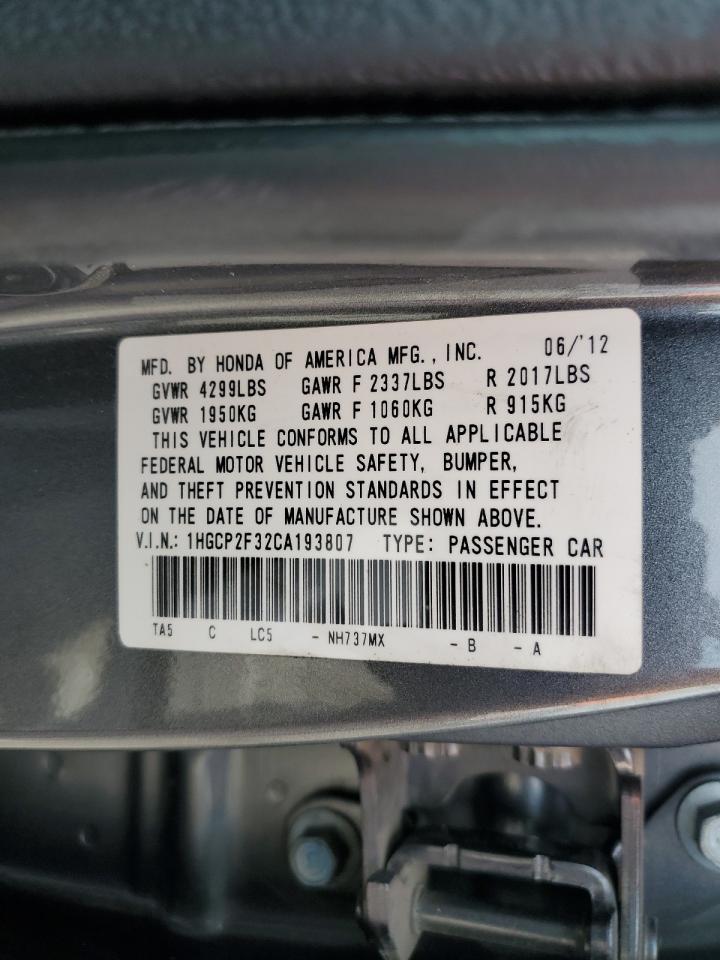 MFD. BY HONDA OF AMERICA MFG., INC. 06/'12
GVWR 4299LBS GAWR F 2337LBS R 2017LBS
GVWR 1950KG GAWR F 1060KG R 915KG
THIS VEHICLE CONFORMS TO ALL APPLICABLE
FEDERAL MOTOR VEHICLE SAFETY, BUMPER,
AND THEFT PREVENTION STANDARDS IN EFFECT
ON THE DATE OF MANUFACTURE SHOWN ABOVE.
V.I.N.: 1HGCP2F32CA193807 TYPE: PASSENGER CAR
TA5 C LC5 - NH737MX - B - A